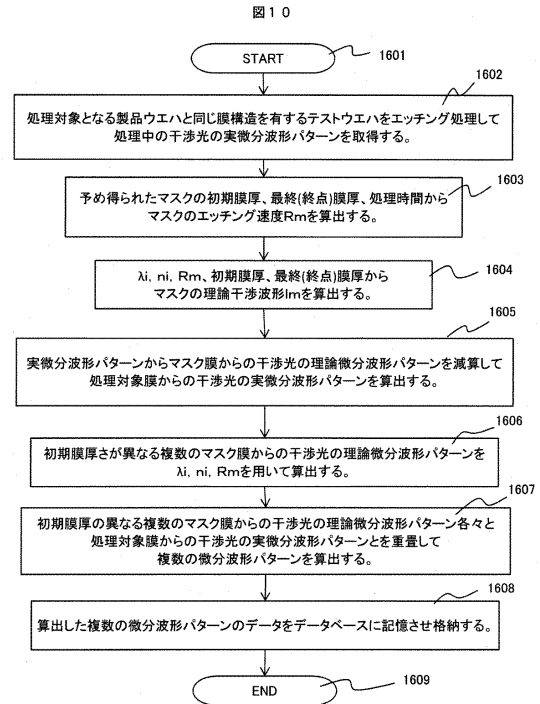 図１０
START
1601
1602
処理対象となる製品ウエハと同じ膜構造を有するテストウエハをエッチング処理して
処理中の干渉光の実微分波形パターンを取得する。
1603
予め得られたマスクの初期膜厚、最終(終点)膜厚、処理時間から
マスクのエッチング速度Rmを算出する。
1604
λi, ni, Rm、初期膜厚、最終(終点)膜厚から
マスクの理論干渉波形Imを算出する。
1605
実微分波形パターンからマスク膜からの干渉光の理論微分波形パターンを減算して
処理対象膜からの干渉光の実微分波形パターンを算出する。
1606
初期膜厚さが異なる複数のマスク膜からの干渉光の理論微分波形パターンを
λi, ni, Rmを用いて算出する。
1607
初期膜厚の異なる複数のマスク膜からの干渉光の理論微分波形パターン各々と
処理対象膜からの干渉光の実微分波形パターンとを重畳して
複数の微分波形パターンを算出する。
1608
算出した複数の微分波形パターンのデータをデータベースに記憶させ格納する。
END
1609